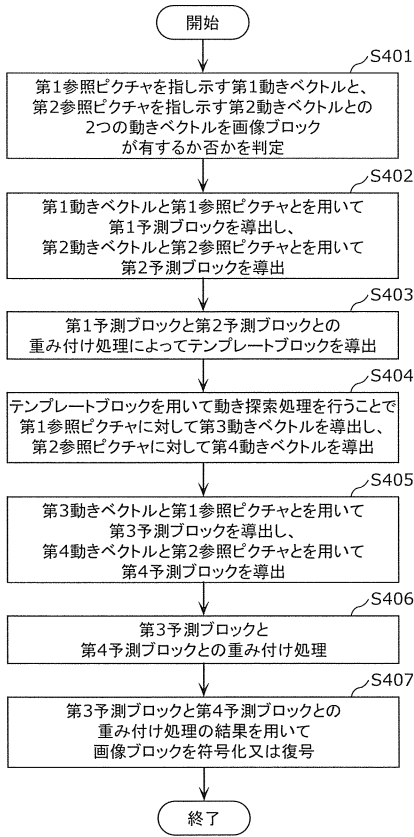 開始
S401
第1参照ピクチャを指し示す第1動きベクトルと、
第2参照ピクチャを指し示す第2動きベクトルとの
2つの動きベクトルを画像ブロック
が有するか否かを判定
S402
第1動きベクトルと第1参照ピクチャとを用いて
第1予測ブロックを導出し、
第2動きベクトルと第2参照ピクチャとを用いて
第2予測ブロックを導出
S403
第1予測ブロックと第2予測ブロックとの
重み付け処理によってテンプレートブロックを導出
S404
テンプレートブロックを用いて動き探索処理を行うことで
第1参照ピクチャに対して第3動きベクトルを導出し、
第2参照ピクチャに対して第4動きベクトルを導出
S405
第3動きベクトルと第1参照ピクチャとを用いて
第3予測ブロックを導出し、
第4動きベクトルと第2参照ピクチャとを用いて
第4予測ブロックを導出
S406
第3予測ブロックと
第4予測ブロックとの重み付け処理
S407
第3予測ブロックと第4予測ブロックとの
重み付け処理の結果を用いて
画像ブロックを符号化又は復号
終了